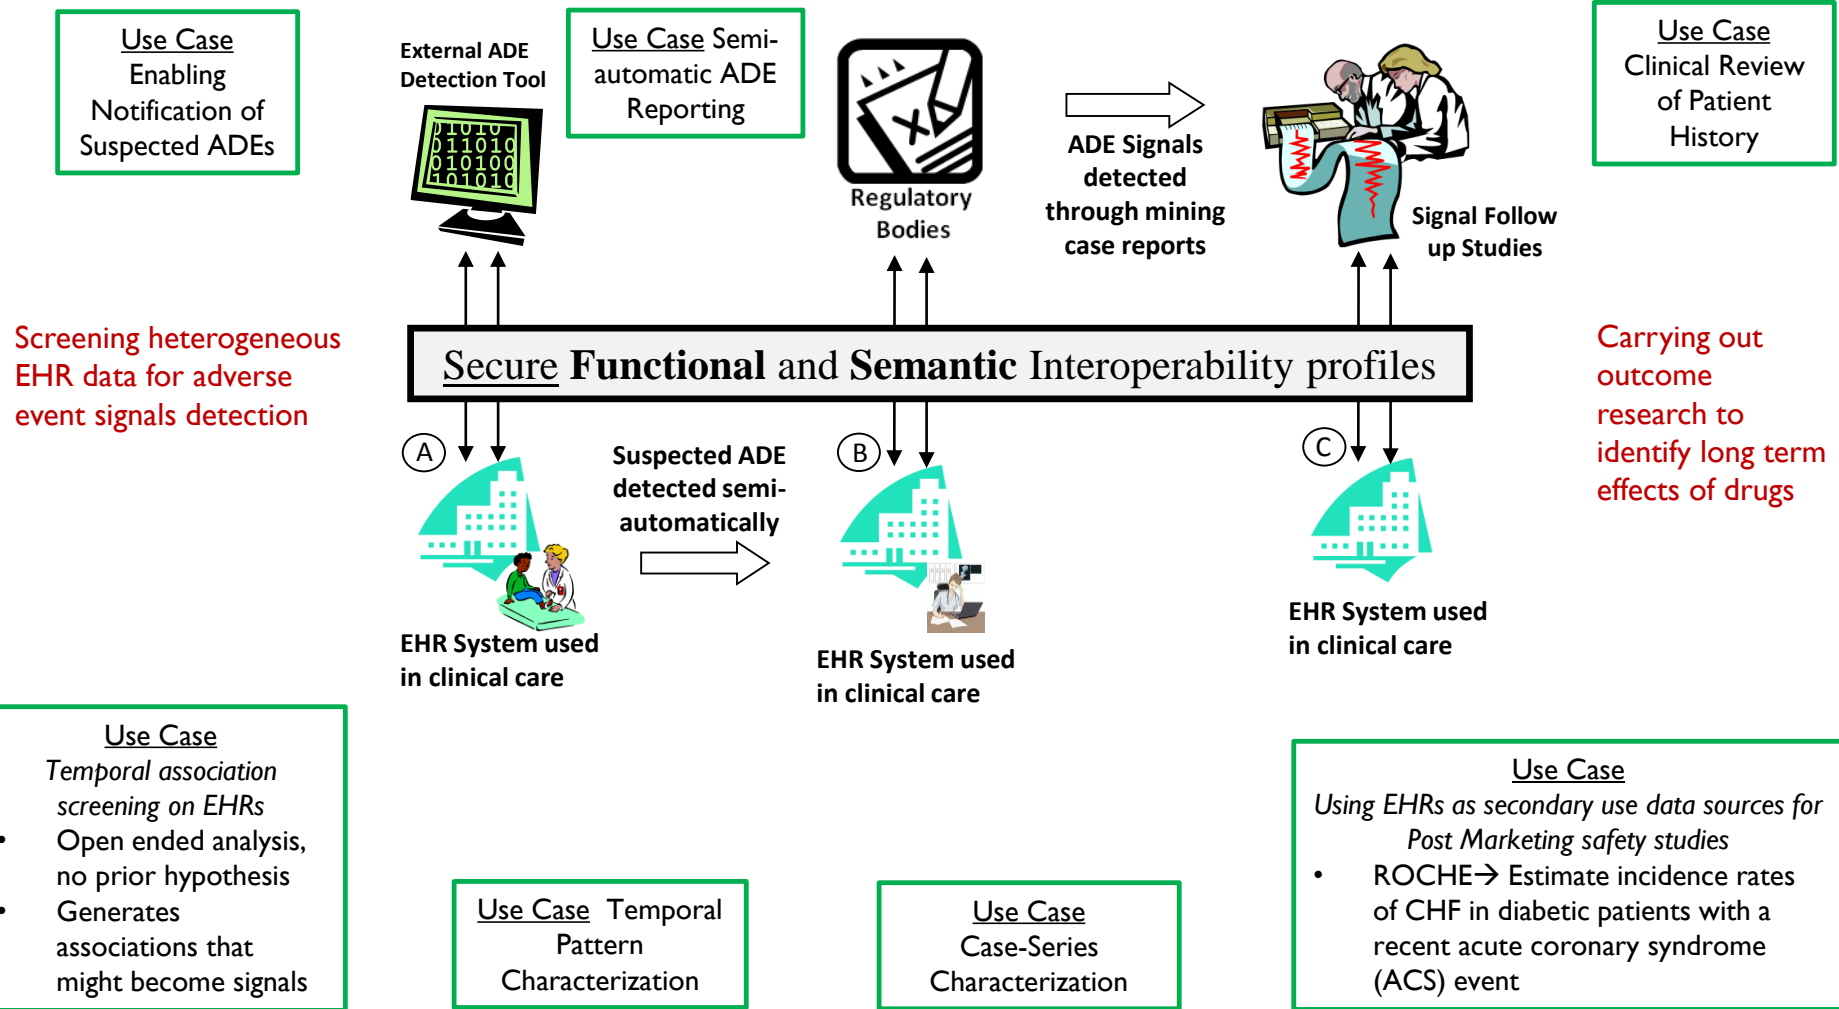 Use Case
Enabling
Notification of
Suspected ADEs
External ADE
Detection Tool
Use Case Semi-
automatic ADE
Reporting
Regulatory
Bodies
ADE Signals
detected
through mining
case reports
Signal Follow
up Studies
Use Case
Clinical Review
of Patient
History
01010
011010
010100
101010
Screening heterogeneous
EHR data for adverse
event signals detection
Secure Functional and Semantic Interoperability profiles
Carrying out
outcome
research to
identify long term
effects of drugs
A
Suspected ADE
detected semi-
automatically
B
C
EHR System used
in clinical care
EHR System used
in clinical care
EHR System used
in clinical care
Use Case
Temporal association
screening on EHRs
• Open ended analysis,
no prior hypothesis
• Generates
associations that
might become signals
Use Case Temporal
Pattern
Characterization
Use Case
Case-Series
Characterization
Use Case
Using EHRs as secondary use data sources for
Post Marketing safety studies
• ROCHE→ Estimate incidence rates
of CHF in diabetic patients with a
recent acute coronary syndrome
(ACS) event